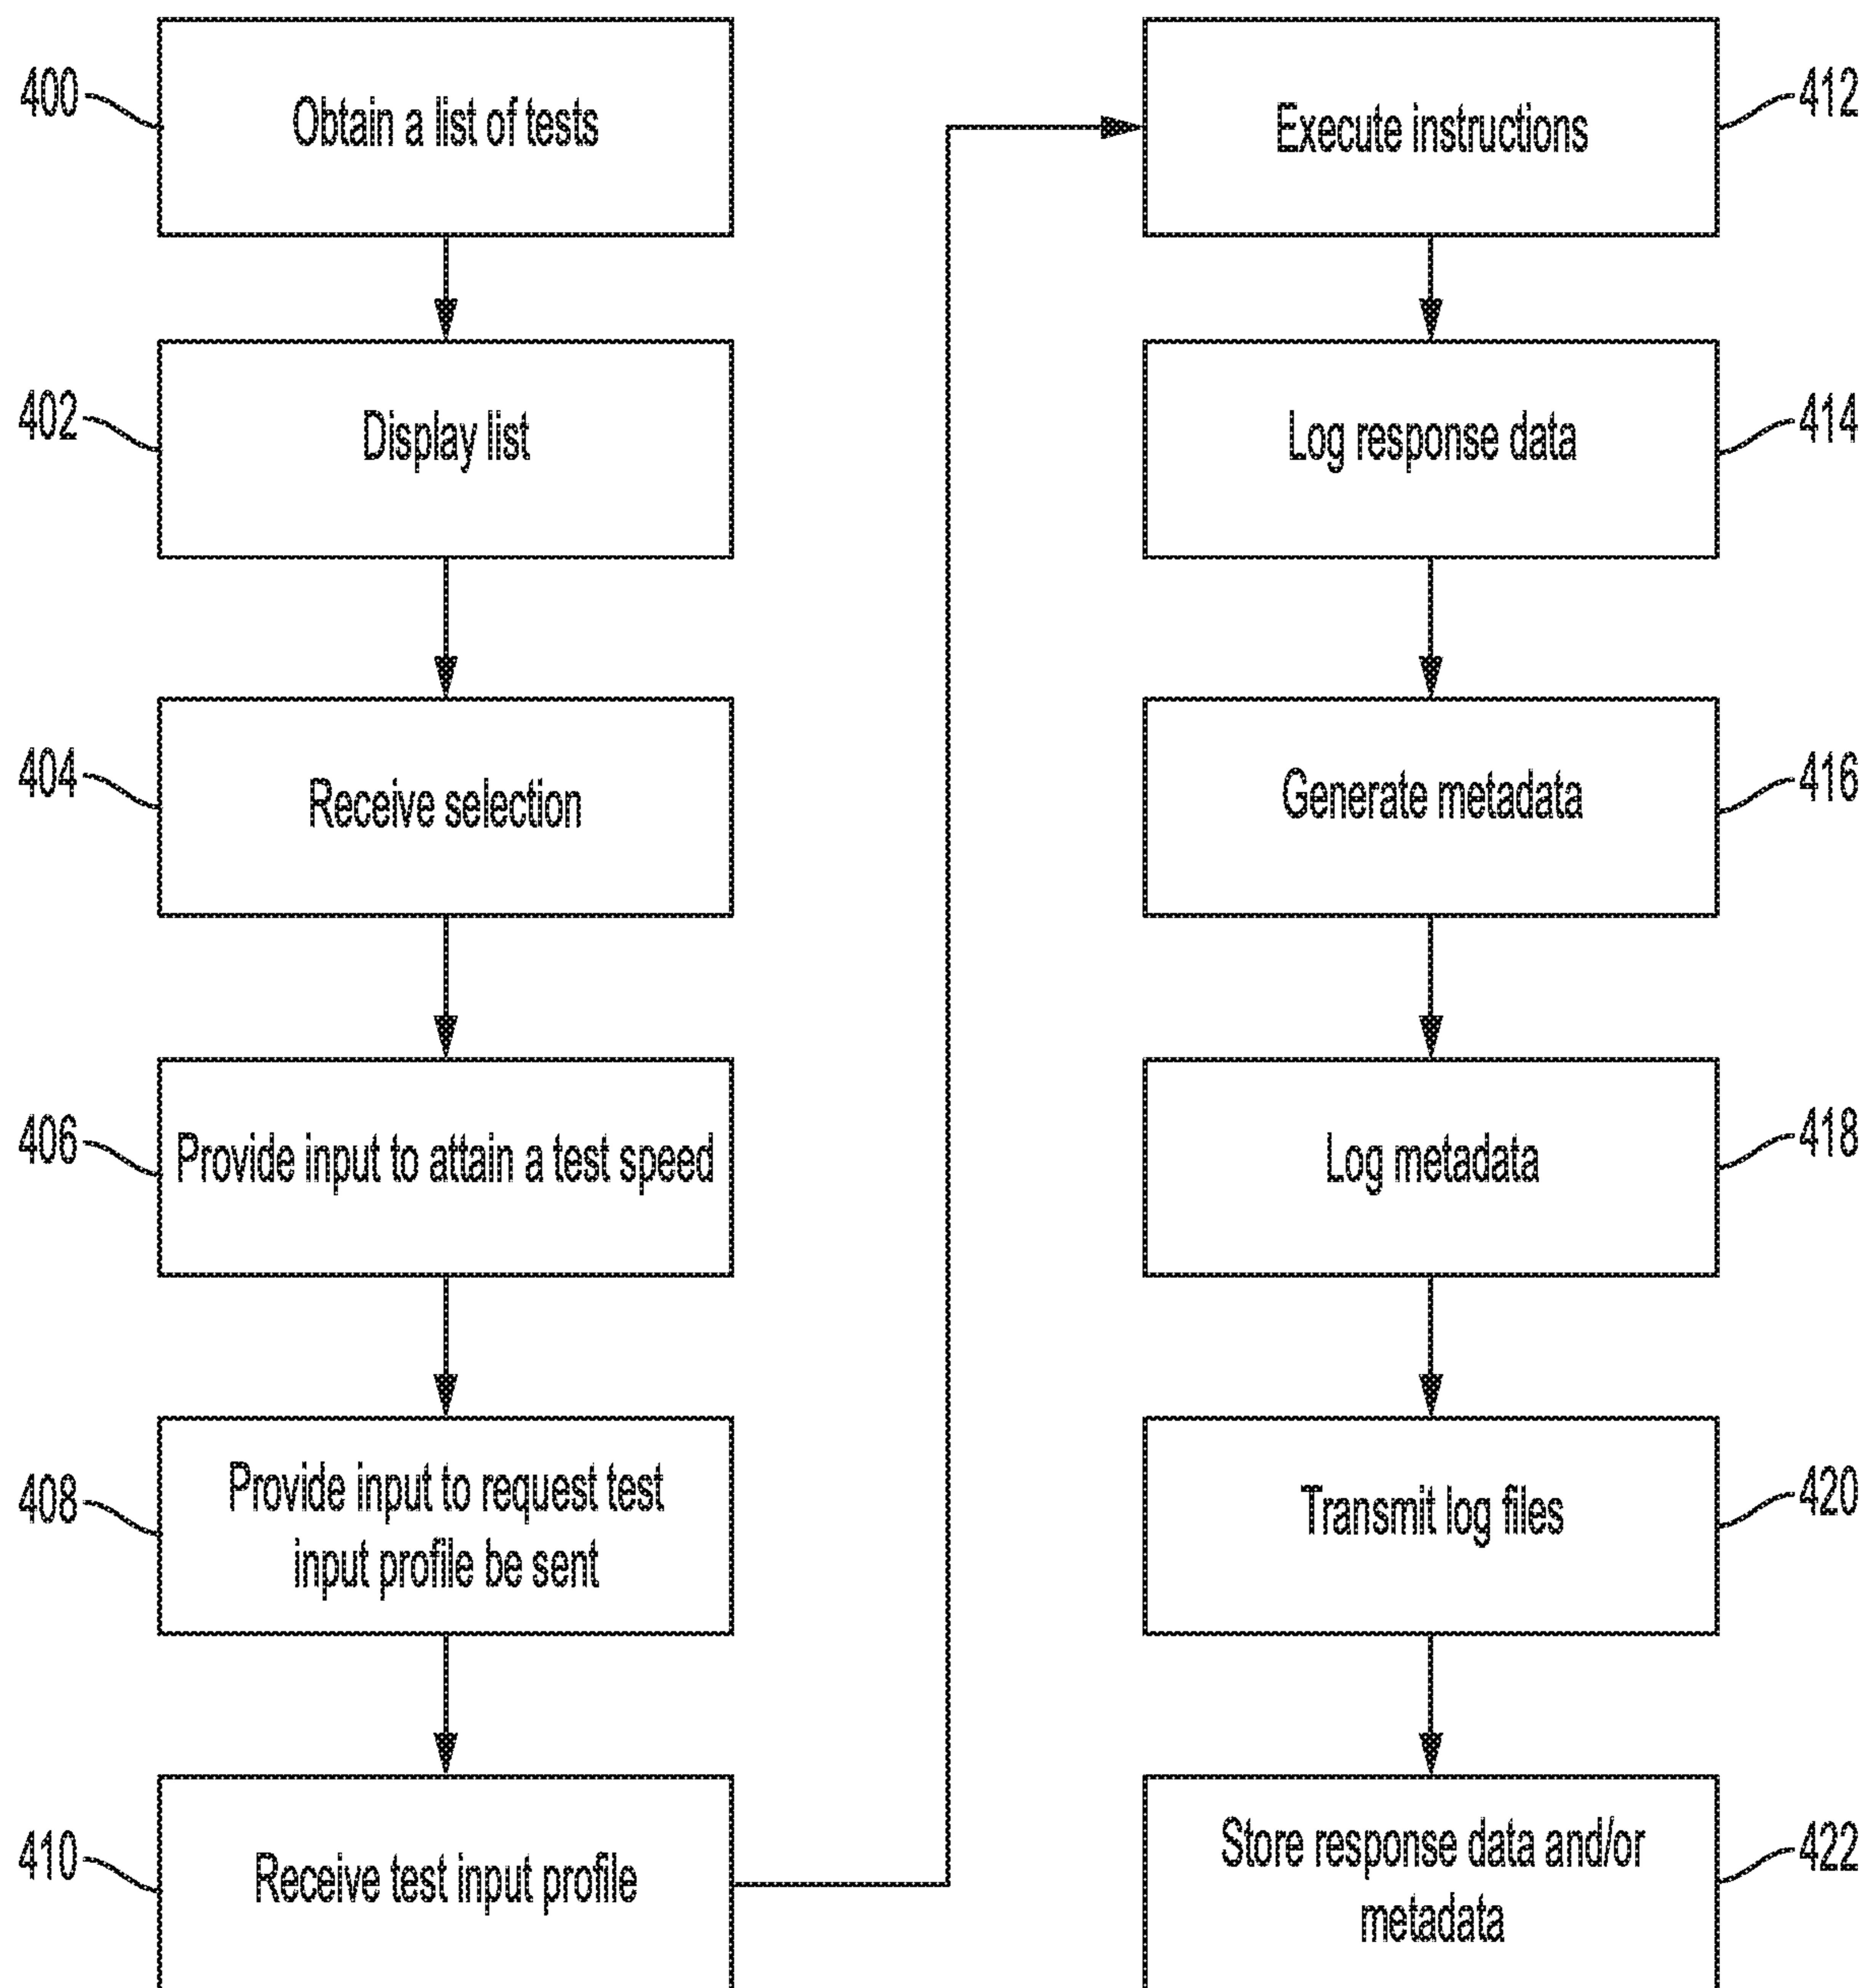 400
Obtain a list of tests
402
Display list
404
Receive selection
406
Provide input to attain a test speed
408
Provide input to request test
input profile be sent
410
Receive test input profile
412
Execute instructions
414
Log response data
416
Generate metadata
418
Log metadata
420
Transmit log files
422
Store response data and/or
metadata